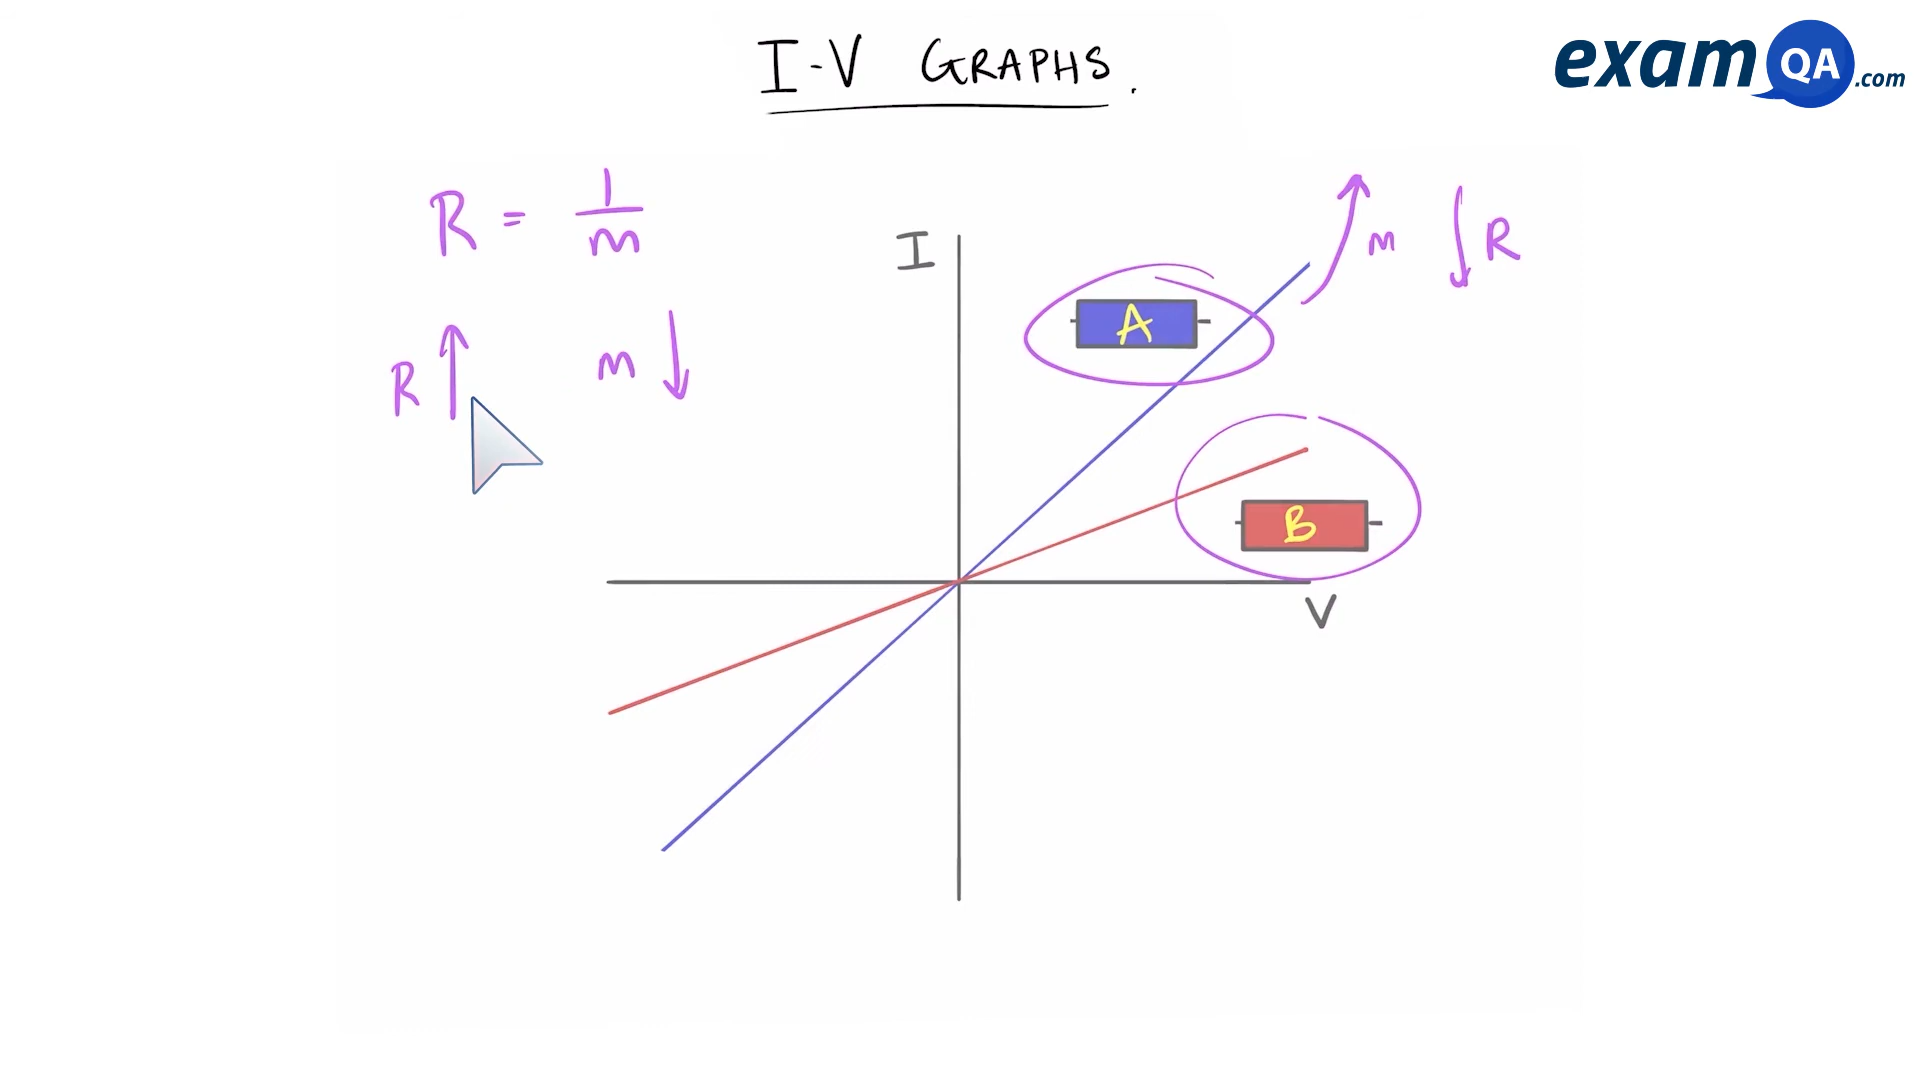 I-V GRAPHS.
examQA.com
R = 1/m
R↑ m↓
I
A
m ↓R
B
V